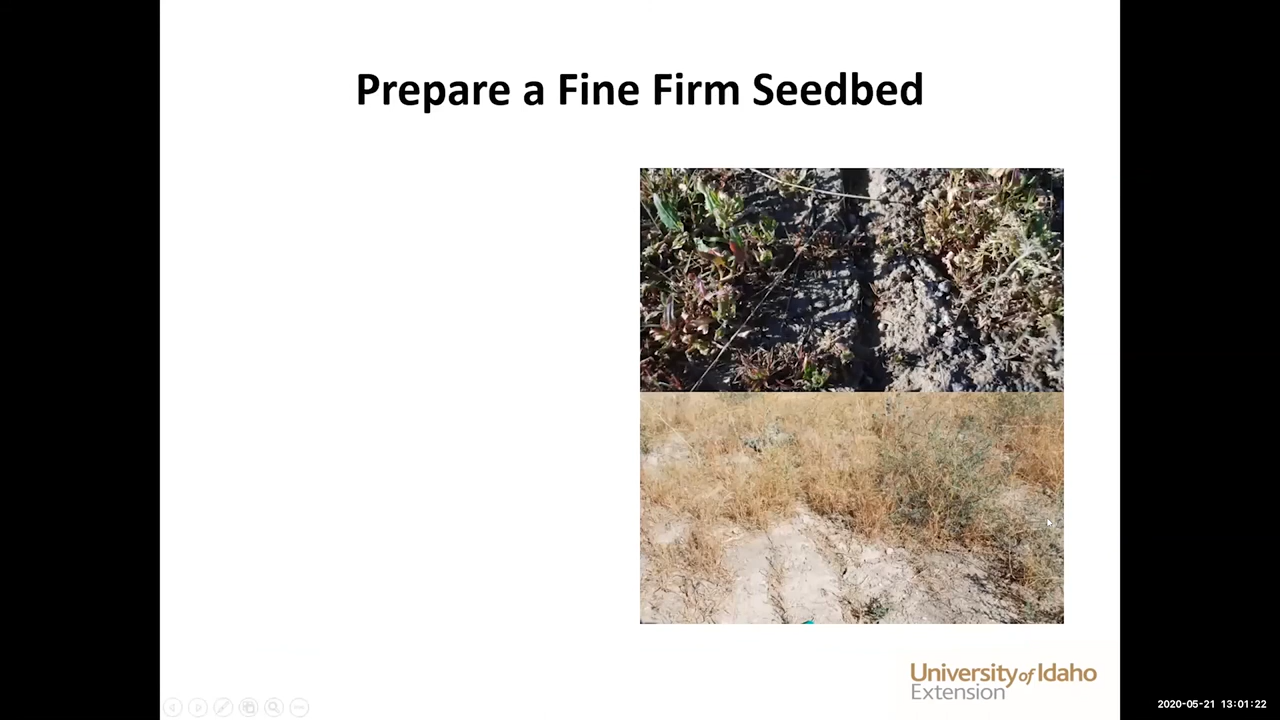 Prepare a Fine Firm Seedbed
University of Idaho
Extension
2020-05-21 13:01:22